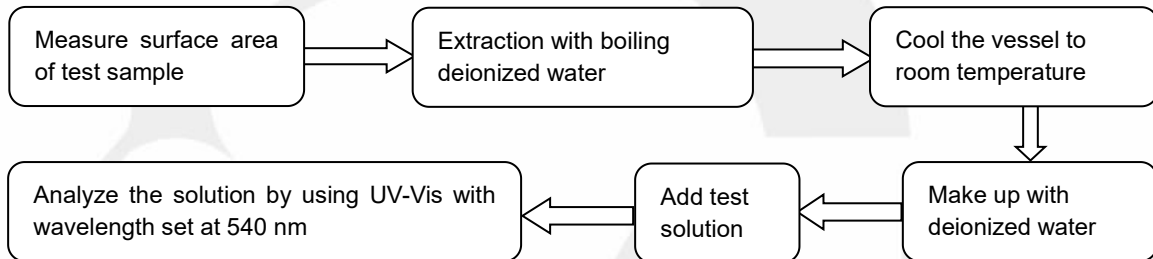 Measure surface area
of test sample
Extraction with boiling
deionized water
Cool the vessel to
room temperature
Make up with
deionized water
Add test
solution
Analyze the solution by using UV-Vis with
wavelength set at 540 nm